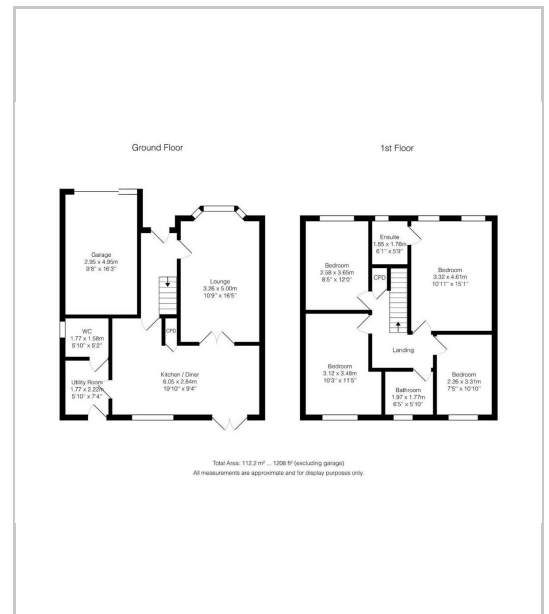 Ground Floor
1st Floor
Garage
2.95 x 4.95m
9'8" x 16'3"
Lounge
3.26 x 5.00m
10'9" x 16'5"
WC
1.77 x 1.58m
5'10" x 5'2"
CPD
Kitchen / Diner
6.05 x 2.84m
19'10" x 9'4"
Utility Room
1.77 x 2.22m
5'10" x 7'4"
Ensuite
1.85 x 1.76m
6'1" x 5'9"
Bedroom
2.58 x 3.65m
8'5" x 12'0"
CPD
Bedroom
3.32 x 4.61m
10'11" x 15'1"
Landing
Bedroom
3.12 x 3.48m
10'3" x 11'5"
Bathroom
1.97 x 1.77m
6'5" x 5'10"
Bedroom
2.26 x 3.31m
7'5" x 10'10"
Total Area: 112.2 m² ... 1208 ft² (excluding garage)
All measurements are approximate and for display purposes only.